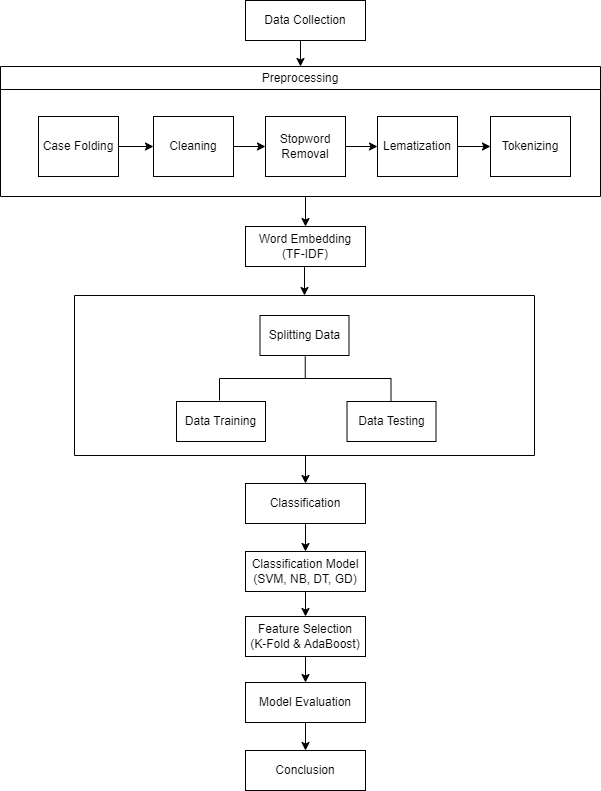 Data Collection
Preprocessing
Case Folding
Cleaning
Stopword
Removal
Lematization
Tokenizing
Word Embedding
(TF-IDF)
Splitting Data
Data Training
Data Testing
Classification
Classification Model
(SVM, NB, DT, GD)
Feature Selection
(K-Fold & AdaBoost)
Model Evaluation
Conclusion